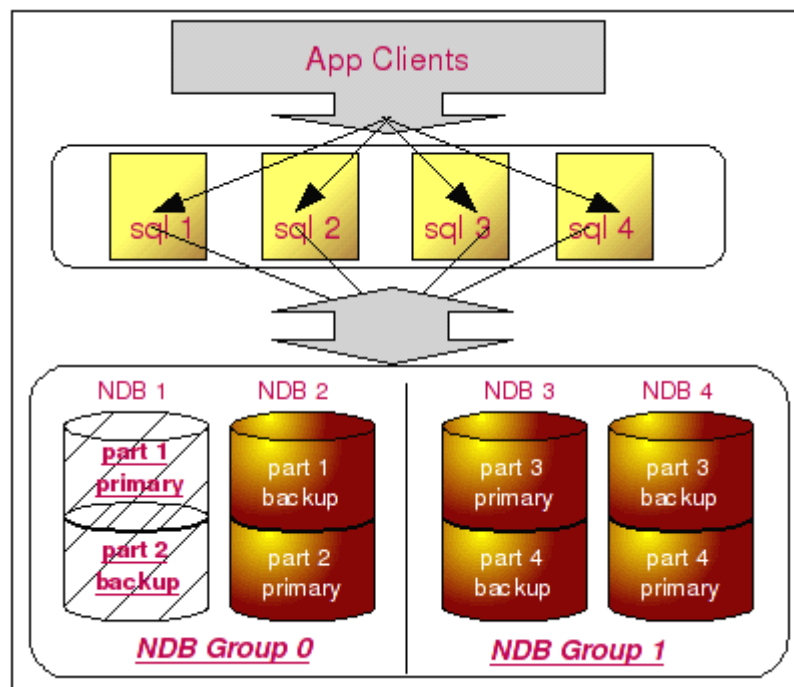 App Clients
sql 1
sql 2
sql 3
sql 4
NDB 1
NDB 2
NDB 3
NDB 4
part 1
primary
part 2
backup
part 1
backup
part 2
primary
part 3
primary
part 4
backup
part 3
backup
part 4
primary
NDB Group 0
NDB Group 1